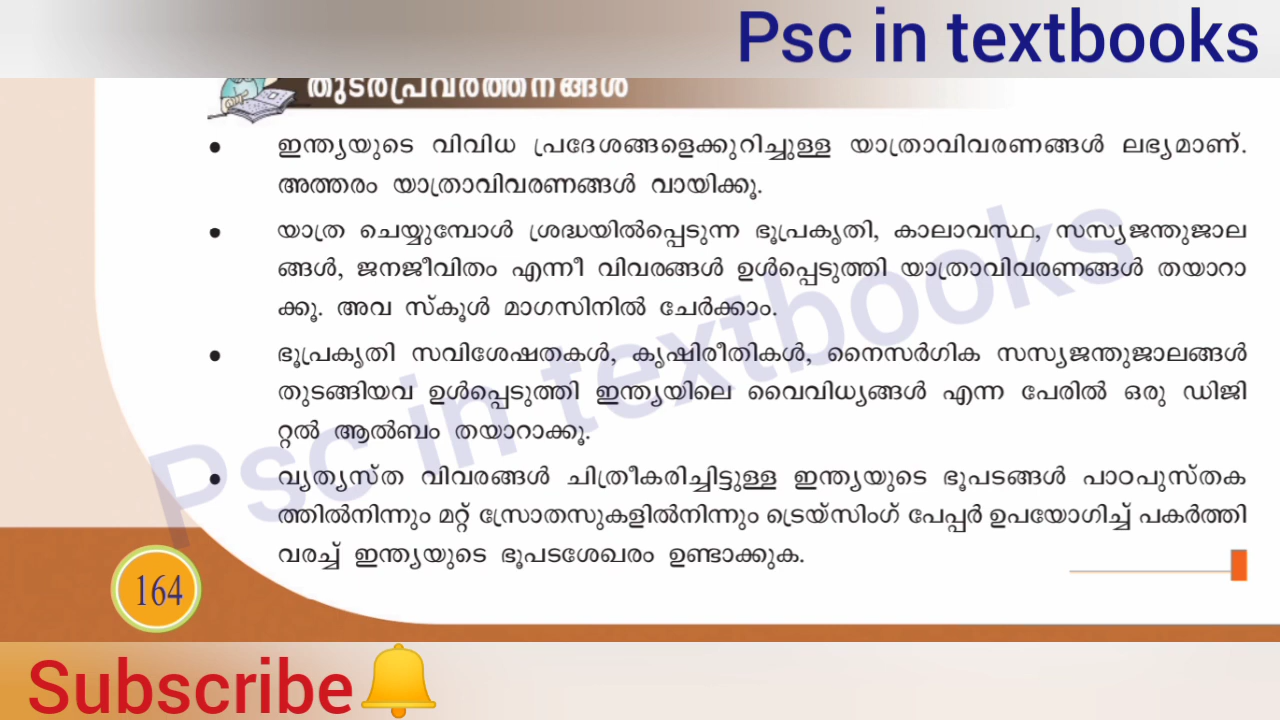 Psc in textbooks
തുടർപ്രവർത്തനങ്ങൾ
• ഇന്ത്യയുടെ വിവിധ പ്രദേശങ്ങളെക്കുറിച്ചുള്ള യാത്രാവിവരണങ്ങൾ ലഭ്യമാണ്.
അത്തരം യാത്രാവിവരണങ്ങൾ വായിക്കൂ.
• യാത്ര ചെയ്യുമ്പോൾ ശ്രദ്ധയിൽപ്പെടുന്ന ഭൂപ്രകൃതി, കാലാവസ്ഥ, സസ്യജന്തുജാല
ങ്ങൾ, ജനജീവിതം എന്നീ വിവരങ്ങൾ ഉൾപ്പെടുത്തി യാത്രാവിവരണങ്ങൾ തയാറാ
ക്കൂ. അവ സ്കൂൾ മാഗസിനിൽ ചേർക്കാം.
• ഭൂപ്രകൃതി സവിശേഷതകൾ, കൃഷിരീതികൾ, നൈസർഗിക സസ്യജന്തുജാലങ്ങൾ
തുടങ്ങിയവ ഉൾപ്പെടുത്തി ഇന്ത്യയിലെ വൈവിധ്യങ്ങൾ എന്ന പേരിൽ ഒരു ഡിജി
റ്റൽ ആൽബം തയാറാക്കൂ.
• വ്യത്യസ്ത വിവരങ്ങൾ ചിത്രീകരിച്ചിട്ടുള്ള ഇന്ത്യയുടെ ഭൂപടങ്ങൾ പാഠപുസ്തക
ത്തിൽനിന്നും മറ്റ് സ്രോതസുകളിൽനിന്നും ട്രെയ്സിംഗ് പേപ്പർ ഉപയോഗിച്ച് പകർത്തി
വരച്ച് ഇന്ത്യയുടെ ഭൂപടശേഖരം ഉണ്ടാക്കുക.
Psc in textbooks
164
Subscribe